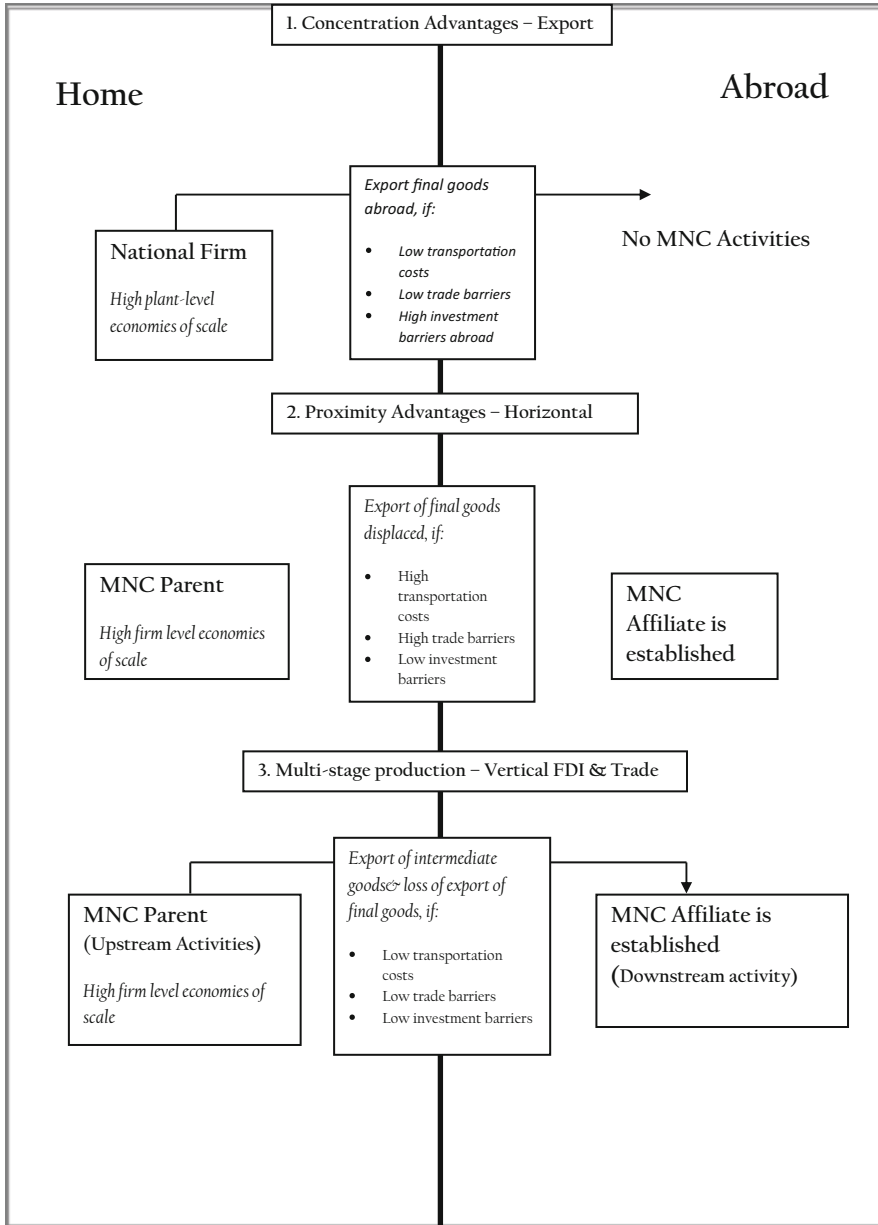 1. Concentration Advantages – Export
Home
Abroad
Export final goods
abroad, if:
• Low transportation
costs
• Low trade barriers
• High investment
barriers abroad
National Firm
High plant-level
economies of scale
No MNC Activities
2. Proximity Advantages – Horizontal
Export of final goods
displaced, if:
• High
transportation
costs
• High trade barriers
• Low investment
barriers
MNC Parent
High firm level economies
of scale
MNC
Affiliate is
established
3. Multi-stage production – Vertical FDI & Trade
Export of intermediate
goods& loss of export of
final goods, if:
• Low transportation
costs
• Low trade barriers
• Low investment barriers
MNC Parent
(Upstream Activities)
High firm level economies of
scale
MNC Affiliate is
established
(Downstream activity)